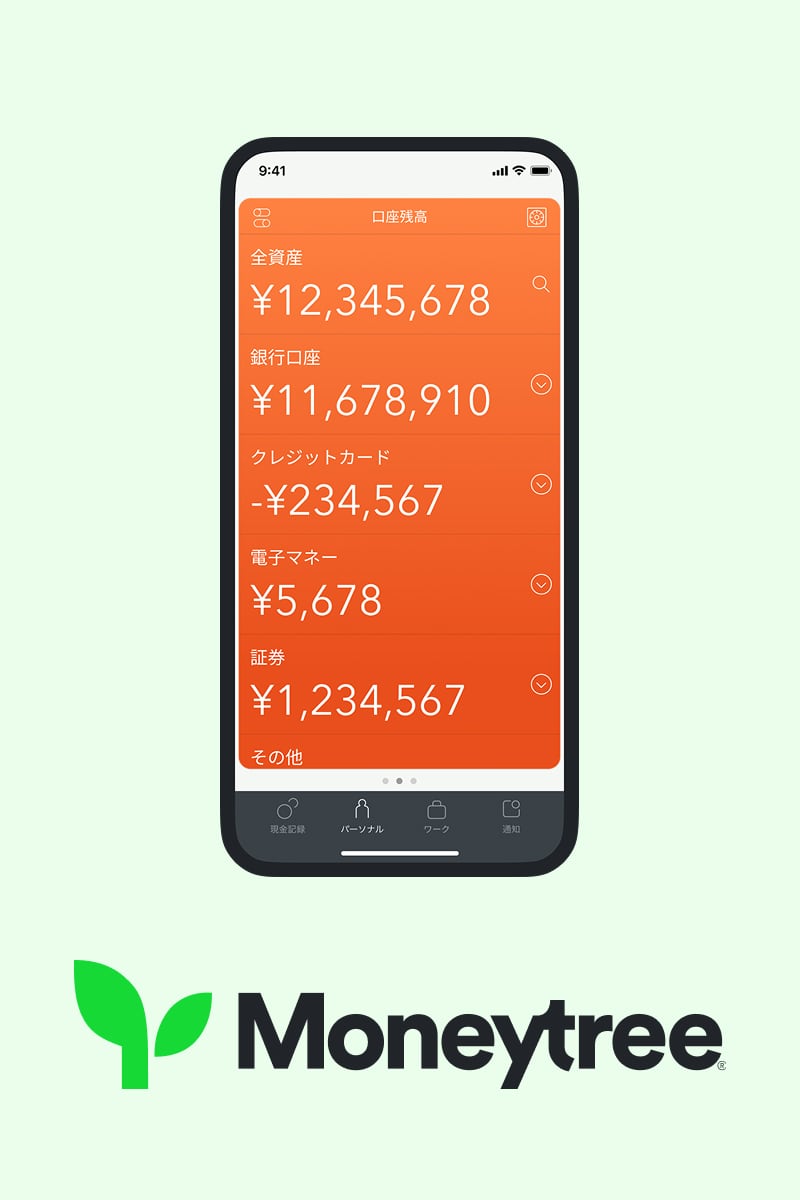 9:41
口座残高
全資産
¥12,345,678
銀行口座
¥11,678,910
クレジットカード
-¥234,567
電子マネー
¥5,678
証券
¥1,234,567
その他
現金記録 パーソナル ワーク 通知
Moneytree®